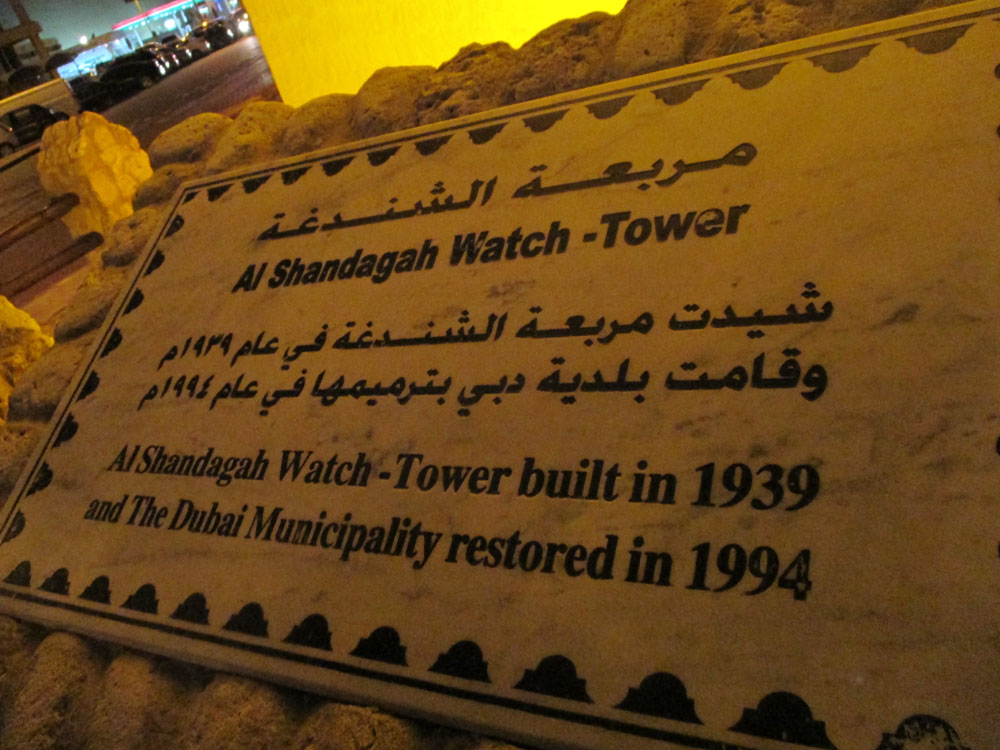 مربعة الشندغة
Al Shandagah Watch -Tower
شيدت مربعة الشندغة في عام ١٩٣٩م
وقامت بلدية دبي بترميمها في عام ١٩٩٤م
Al Shandagah Watch -Tower built in 1939
and The Dubai Municipality restored in 1994